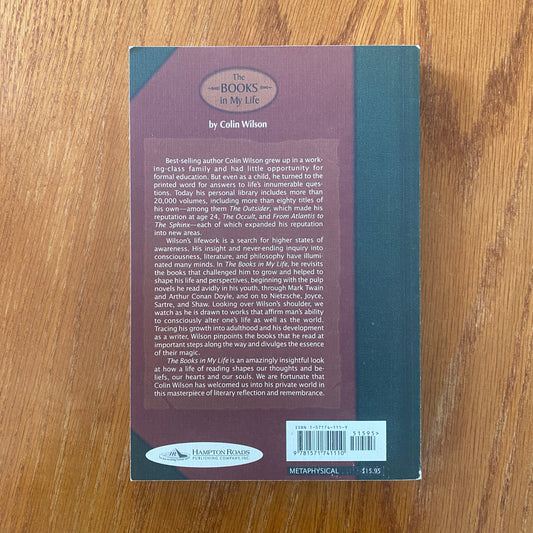 The
BOOKS
in My Life
by Colin Wilson
Best-selling author Colin Wilson grew up in a work-
ing-class family and had little opportunity for
formal education. But even as a child, he turned to the
printed word for answers to life's innumerable ques-
tions. Today his personal library includes more than
20,000 volumes, including more than eighty titles of
his own—among them The Outsider, which made his
reputation at age 24, The Occult, and From Atlantis to
The Sphinx—each of which expanded his reputation
into new areas.
Wilson's lifework is a search for higher states of
awareness. His insight and never-ending inquiry into
consciousness, literature, and philosophy have illumi-
nated many minds. In The Books in My Life, he revisits
the books that challenged him to grow and helped to
shape his life and perspectives, beginning with the pulp
novels he read avidly in his youth, through Mark Twain
and Arthur Conan Doyle, and on to Nietzsche, Joyce,
Sartre, and Shaw. Looking over Wilson's shoulder, we
watch as he is drawn to works that affirm man's ability
to consciously alter one's life as well as the world.
Tracing his growth into adulthood and his development
as a writer, Wilson pinpoints the books that he read at
important steps along the way and divulges the essence
of their magic.
The Books in My Life is an amazingly insightful look
at how a life of reading shapes our thoughts and be-
liefs, our hearts and our souls. We are fortunate that
Colin Wilson has welcomed us into his private world in
this masterpiece of literary reflection and remembrance.
ISBN 1-57174-111-9
51595>
9 781571 741110
HAMPTON ROADS
PUBLISHING COMPANY, INC.
METAPHYSICAL $15.95